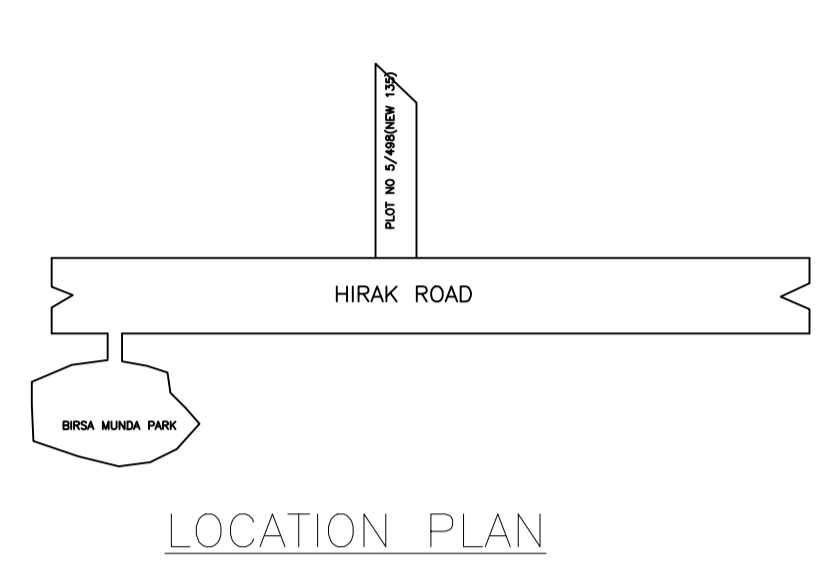 PLOT NO 5/498(NEW 135)
HIRAK ROAD
BIRSA MUNDA PARK
LOCATION PLAN